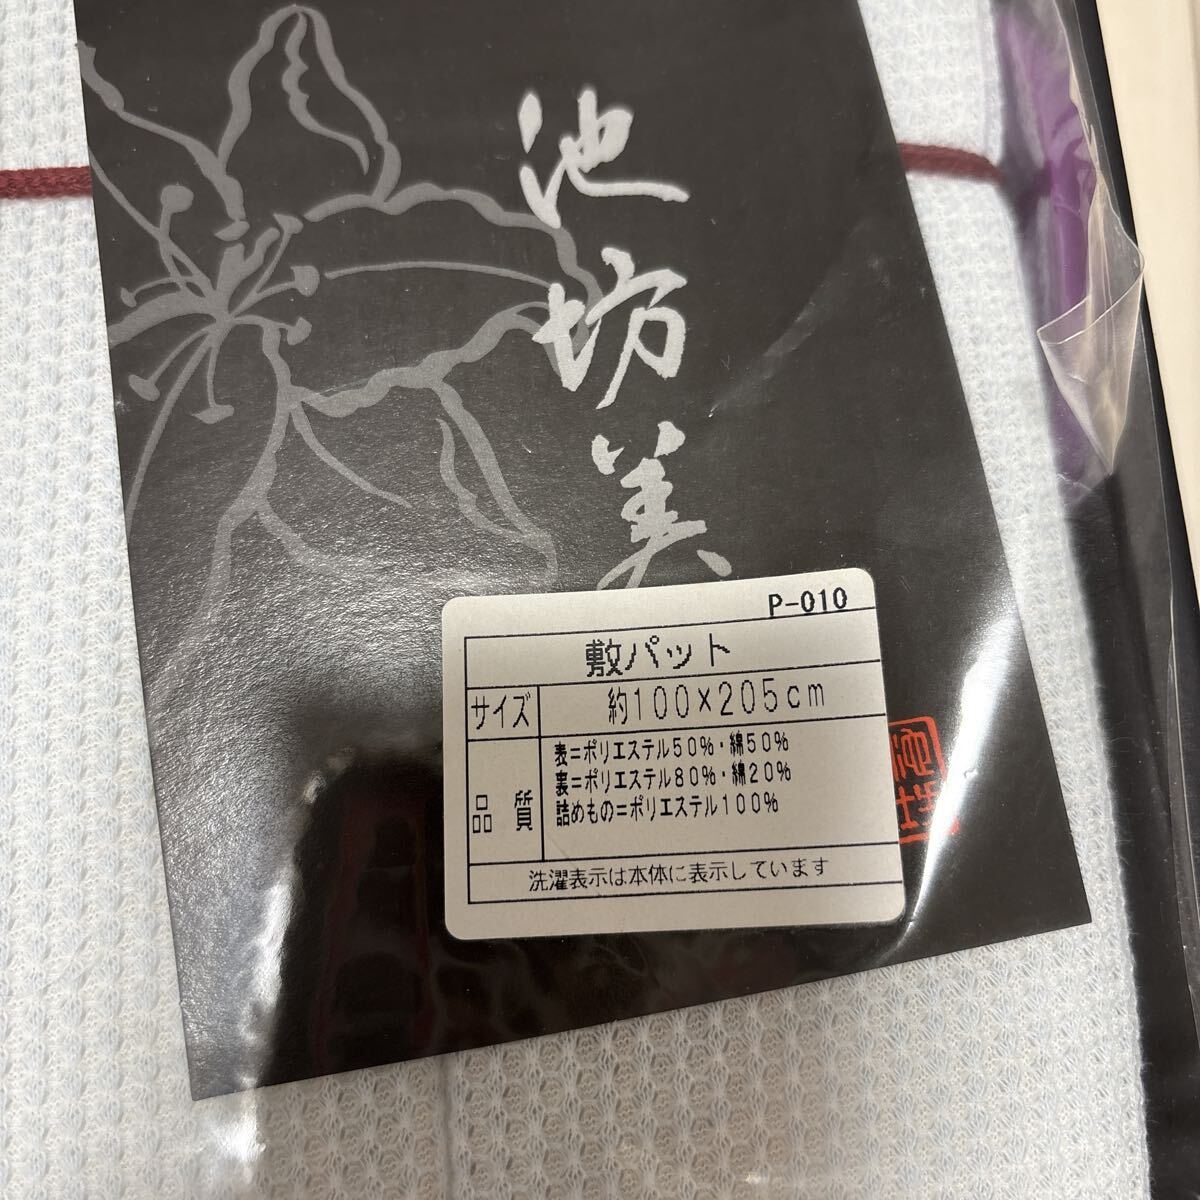 池坊美
P-010
敷パット
サイズ 約100×205cm
品質
表=ポリエステル50%・綿50%
裏=ポリエステル80%・綿20%
詰めもの=ポリエステル100%
洗濯表示は本体に表示しています